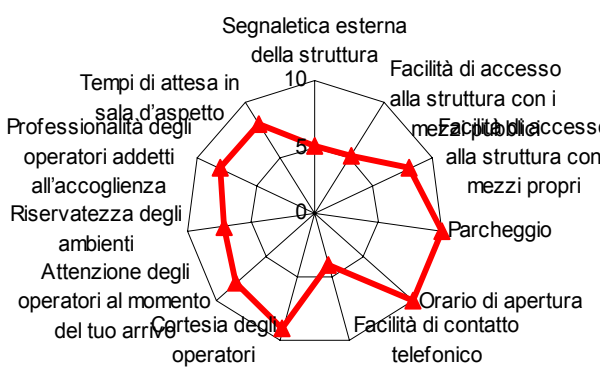 Segnaletica esterna
della struttura
10
5
0
Facilità di accesso
alla struttura con i
mezzi pubblici
Facilità di accesso
alla struttura con
mezzi propri
Parcheggio
Orario di apertura
Facilità di contatto
telefonico
Cortesia degli
operatori
Attenzione degli
operatori al momento
del tuo arrivo
Riservatezza degli
ambienti
Professionalità degli
operatori addetti
all'accoglienza
Tempi di attesa in
sala d'aspetto